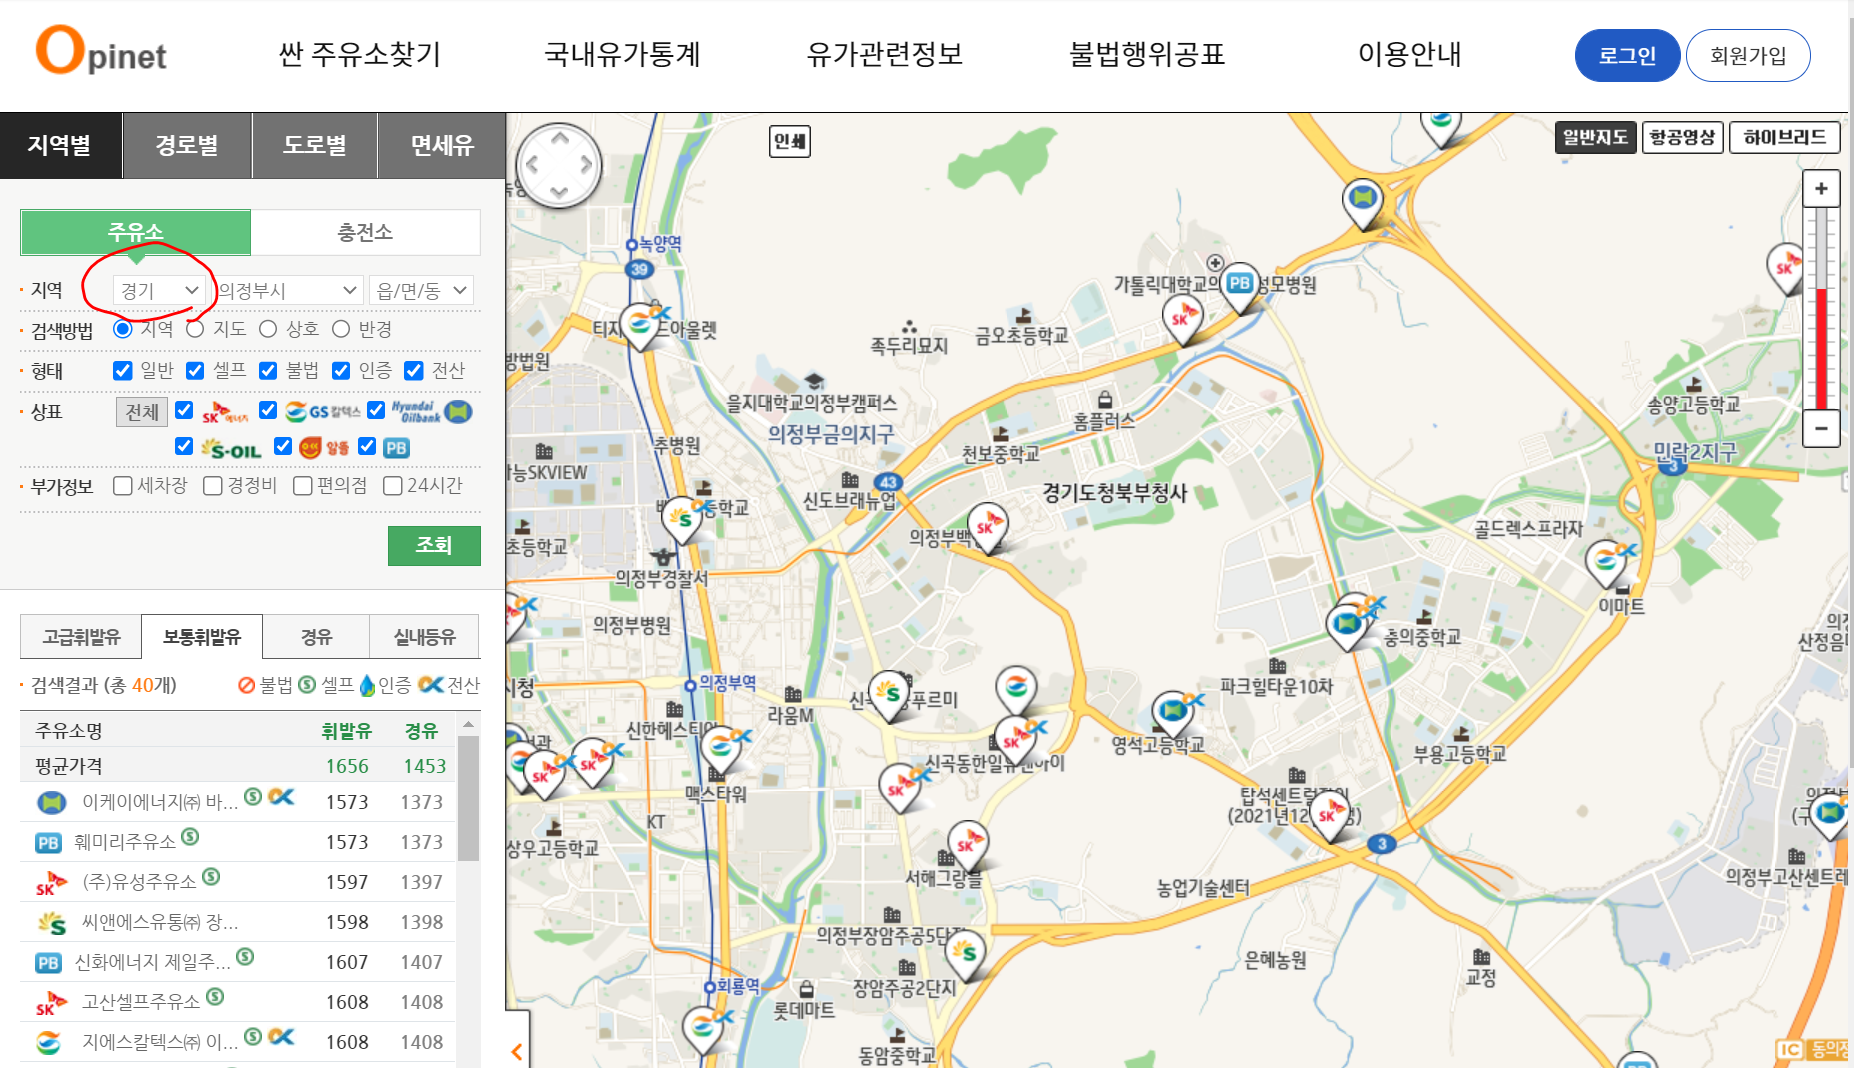 Opinet
싼 주유소찾기 국내유가통계 유가관련정보 불법행위공표 이용안내 로그인 회원가입
지역별 경로별 도로별 면세유
주유소 충전소
지역 경기 의정부시 읍/면/동
검색방법 지역 지도 상호 반경
형태 일반 셀프 불법 인증 전산
상표 전체 SK에너지 GS칼텍스 Hyundai Oilbank
S-OIL 알뜰 PB
부가정보 세차장 경정비 편의점 24시간
조회
고급휘발유 보통휘발유 경유 실내등유
검색결과 (총 40개) 불법 S 셀프 인증 전산
주유소명 휘발유 경유
평균가격 1656 1453
이케이에너지㈜ 바... S 1573 1373
PB 훼미리주유소 S 1573 1373
SK (주)유성주유소 S 1597 1397
S 씨앤에스유통㈜ 장... 1598 1398
PB 신화에너지 제일주... S 1607 1407
SK 고산셀프주유소 S 1608 1408
지에스칼텍스㈜ 이... S 1608 1408
인쇄
일반지도 항공영상 하이브리드
+
−
녹양역
39
가톨릭대학교의
PB
성모병원
SK
SK
티
드아울렛
족두리묘지
금오초등학교
방법원
을지대학교의정부캠퍼스
의정부금의지구
홈플러스
송양고등학교
추병원
천보중학교
민락2지구
3
가능SKVIEW
43
신도브래뉴업
경기도청북부청사
등학교
S
SK
의정부백
골드렉스프라자
초등학교
의정부경찰서
이마트
의정부병원
충의중학교
산정음
의정부역
시청
파크힐타운10차
라움M
S
푸르미
신한헤스티
영석고등학교
부용고등학교
SK
신곡동한일유앤아이
SK
SK
SK
맥스타워
탑석센트럴자이
(2021년12
SK
KT
3
상우고등학교
SK
서해그랑블
농업기술센터
의정부고산센트레
의정부장암주공5단지
S
은혜농원
교정
장암주공2단지
회룡역
롯데마트
동암중학교
PB
IC 동의정